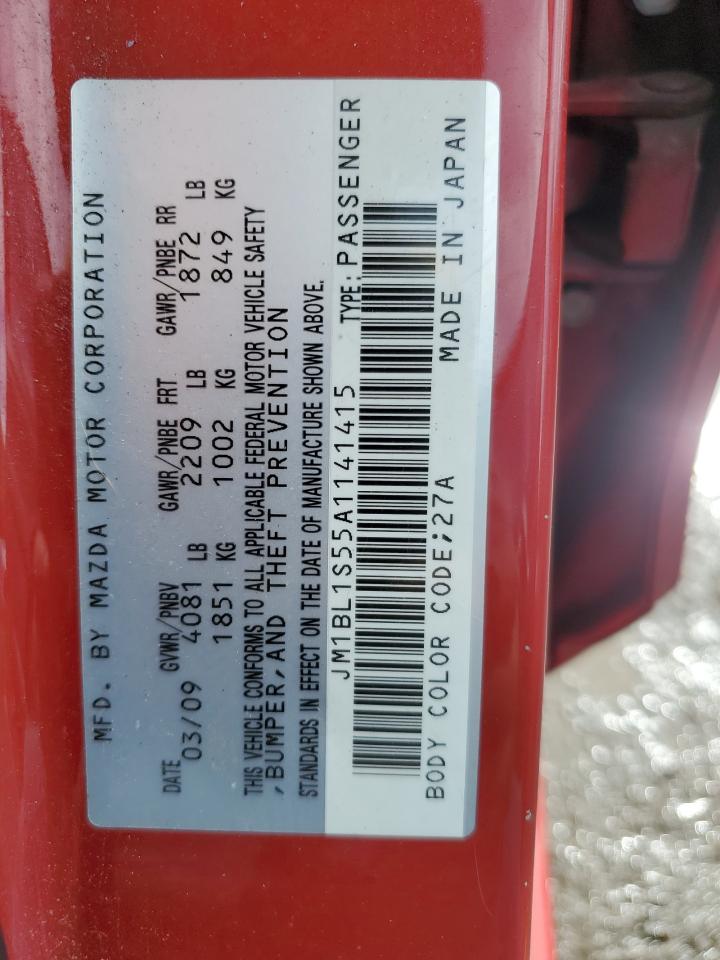 MFD. BY MAZDA MOTOR CORPORATION
DATE GVWR/PNBV GAWR/PNBE FRT GAWR/PNBE RR
03/09 4081 LB 2209 LB 1872 LB
1851 KG 1002 KG 849 KG
THIS VEHICLE CONFORMS TO ALL APPLICABLE FEDERAL MOTOR VEHICLE SAFETY
,BUMPER,AND THEFT PREVENTION
STANDARDS IN EFFECT ON THE DATE OF MANUFACTURE SHOWN ABOVE.
JM1BL1S55A1141415 TYPE:PASSENGER
BODY COLOR CODE;27A MADE IN JAPAN